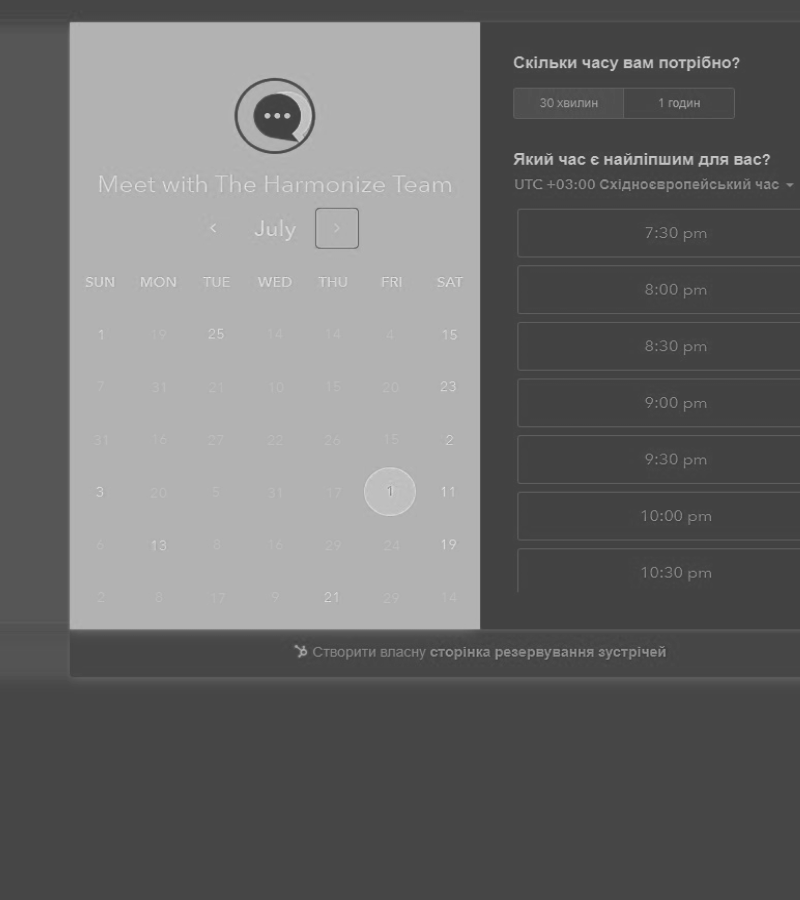 Meet with The Harmonize Team
July
SUN MON TUE WED THU FRI SAT
1 19 25 14 14 4 15
7 31 21 10 15 20 23
31 16 27 22 26 15 2
3 20 5 31 17 1 11
6 13 8 16 29 24 19
2 8 17 9 21 29 14
Скільки часу вам потрібно?
30 хвилин 1 годин
Який час є найліпшим для вас?
UTC +03:00 Східноєвропейський час
7:30 pm
8:00 pm
8:30 pm
9:00 pm
9:30 pm
10:00 pm
10:30 pm
Створити власну сторінка резервування зустрічей